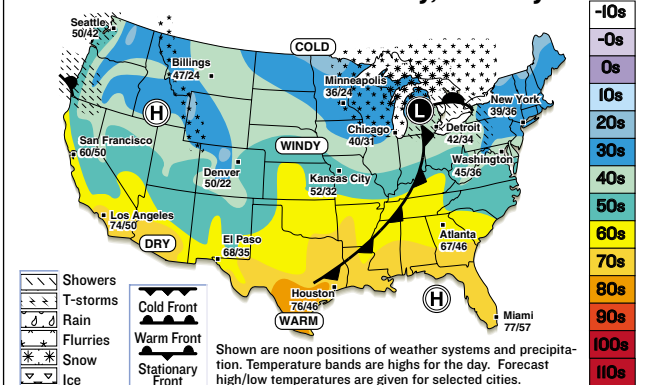 Seattle
50/42
COLD
Billings
47/24
Minneapolis
36/24
H
L
New York
39/36
Chicago
40/31
Detroit
42/34
San Francisco
60/50
WINDY
Washington
45/36
Denver
50/22
Kansas City
52/32
Los Angeles
74/50
DRY
El Paso
68/35
Atlanta
67/46
Houston
76/46
WARM
H
Miami
77/57
Showers
T-storms
Rain
Flurries
Snow
Ice
Cold Front
Warm Front
Stationary
Front
Shown are noon positions of weather systems and precipita-
tion. Temperature bands are highs for the day. Forecast
high/low temperatures are given for selected cities.
-10s
-0s
0s
10s
20s
30s
40s
50s
60s
70s
80s
90s
100s
110s